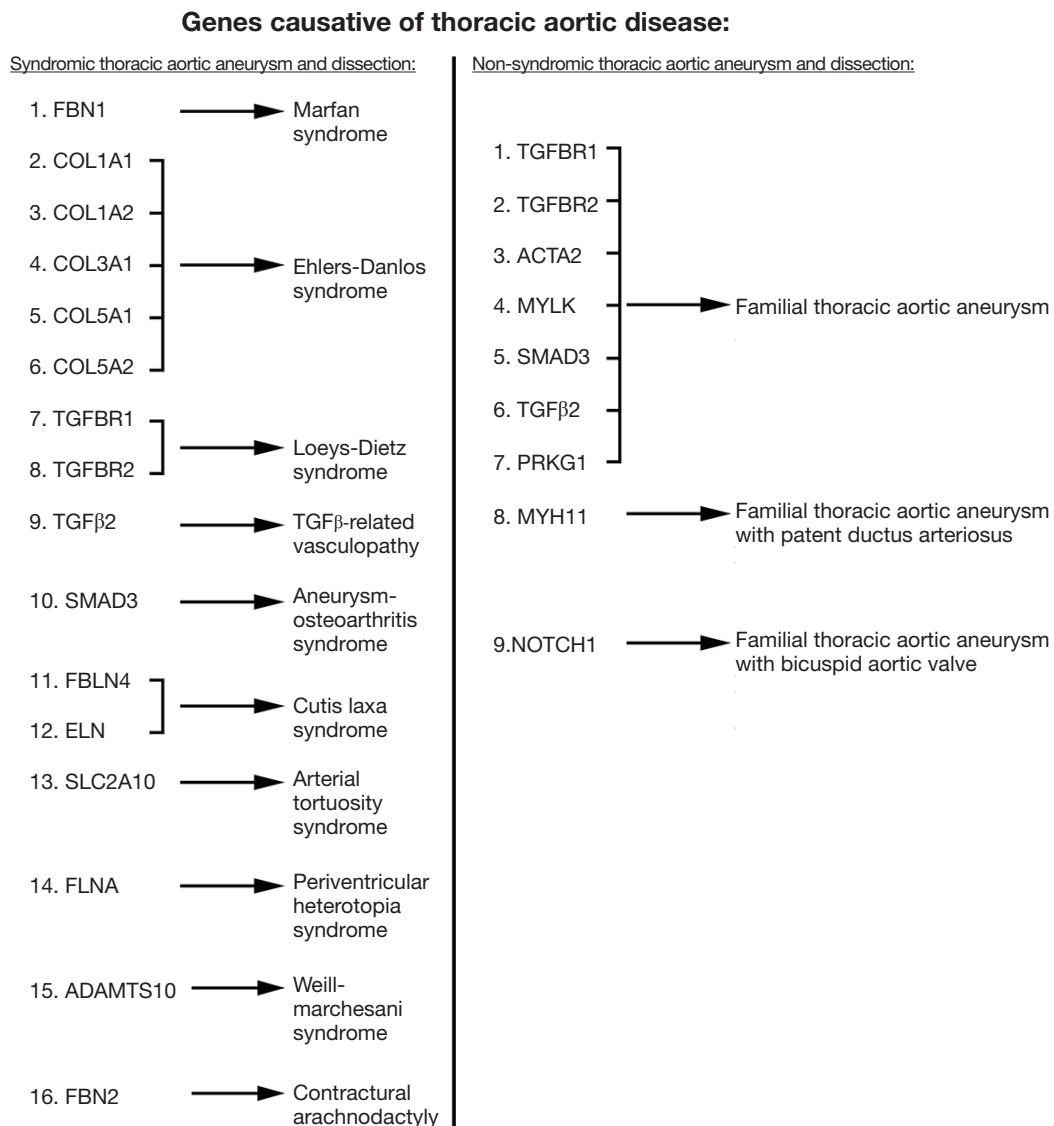 Genes causative of thoracic aortic disease:
Syndromic thoracic aortic aneurysm and dissection:
1. FBN1
Marfan
syndrome
2. COL1A1
3. COL1A2
4. COL3A1
5. COL5A1
6. COL5A2
Ehlers-Danlos
syndrome
7. TGFBR1
8. TGFBR2
Loeys-Dietz
syndrome
9. TGFβ2
TGFβ-related
vasculopathy
10. SMAD3
Aneurysm-
osteoarthritis
syndrome
11. FBLN4
12. ELN
Cutis laxa
syndrome
13. SLC2A10
Arterial
tortuosity
syndrome
14. FLNA
Periventricular
heterotopia
syndrome
15. ADAMTS10
Weill-
marchesani
syndrome
16. FBN2
Contractural
arachnodactyly
Non-syndromic thoracic aortic aneurysm and dissection:
1. TGFBR1
2. TGFBR2
3. ACTA2
4. MYLK
5. SMAD3
6. TGFβ2
7. PRKG1
Familial thoracic aortic aneurysm
8. MYH11
Familial thoracic aortic aneurysm
with patent ductus arteriosus
9.NOTCH1
Familial thoracic aortic aneurysm
with bicuspid aortic valve